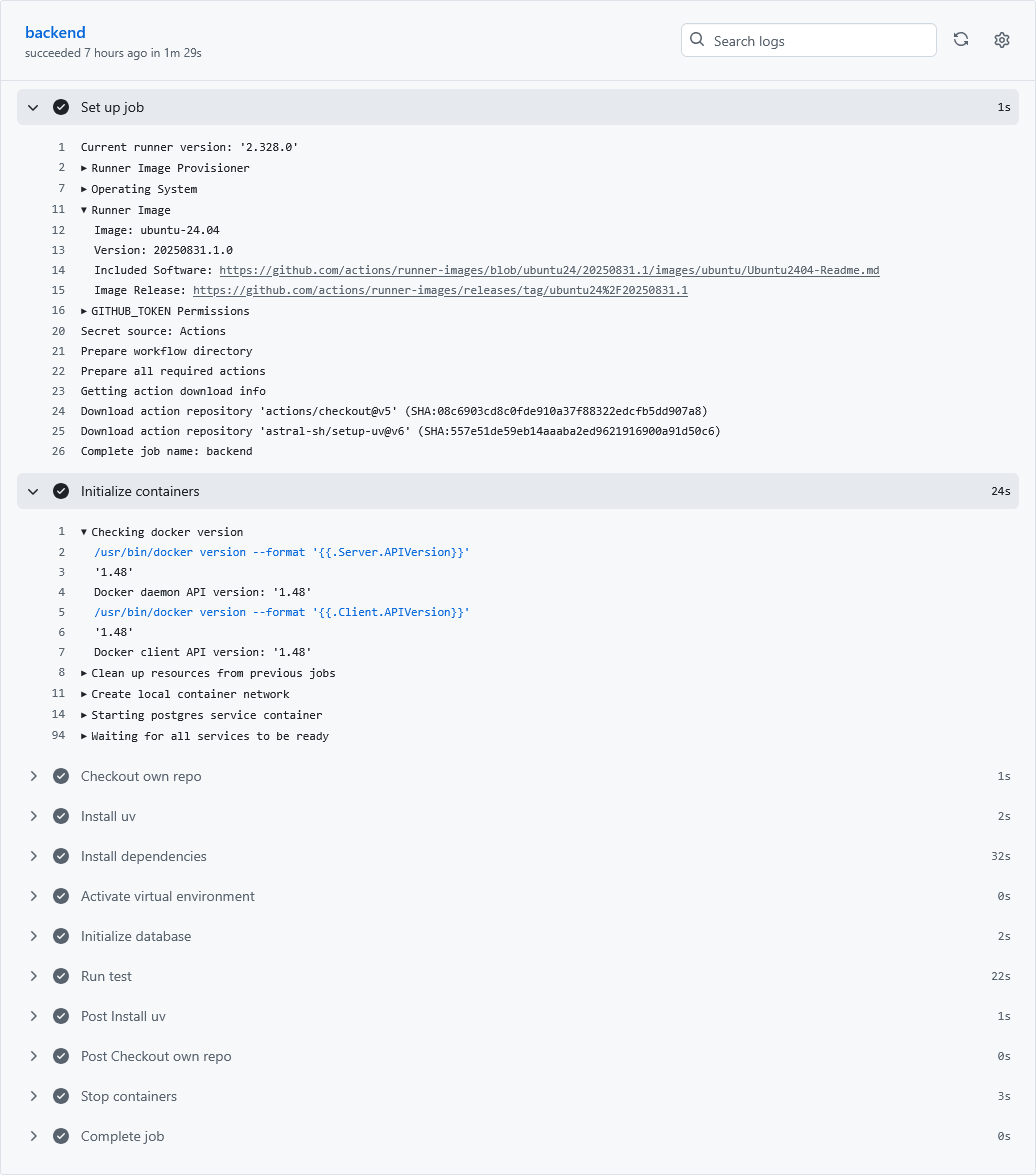 backend
succeeded 7 hours ago in 1m 29s
Search logs
Set up job 1s
1 Current runner version: '2.328.0'
2 ▶ Runner Image Provisioner
7 ▶ Operating System
11 ▼ Runner Image
12 Image: ubuntu-24.04
13 Version: 20250831.1.0
14 Included Software: https://github.com/actions/runner-images/blob/ubuntu24/20250831.1/images/ubuntu/Ubuntu2404-Readme.md
15 Image Release: https://github.com/actions/runner-images/releases/tag/ubuntu24%2F20250831.1
16 ▶ GITHUB_TOKEN Permissions
20 Secret source: Actions
21 Prepare workflow directory
22 Prepare all required actions
23 Getting action download info
24 Download action repository 'actions/checkout@v5' (SHA:08c6903cd8c0fde910a37f88322edcfb5dd907a8)
25 Download action repository 'astral-sh/setup-uv@v6' (SHA:557e51de59eb14aaaba2ed9621916900a91d50c6)
26 Complete job name: backend
Initialize containers 24s
1 ▼ Checking docker version
2 /usr/bin/docker version --format '{{.Server.APIVersion}}'
3 '1.48'
4 Docker daemon API version: '1.48'
5 /usr/bin/docker version --format '{{.Client.APIVersion}}'
6 '1.48'
7 Docker client API version: '1.48'
8 ▶ Clean up resources from previous jobs
11 ▶ Create local container network
14 ▶ Starting postgres service container
94 ▶ Waiting for all services to be ready
Checkout own repo 1s
Install uv 2s
Install dependencies 32s
Activate virtual environment 0s
Initialize database 2s
Run test 22s
Post Install uv 1s
Post Checkout own repo 0s
Stop containers 3s
Complete job 0s